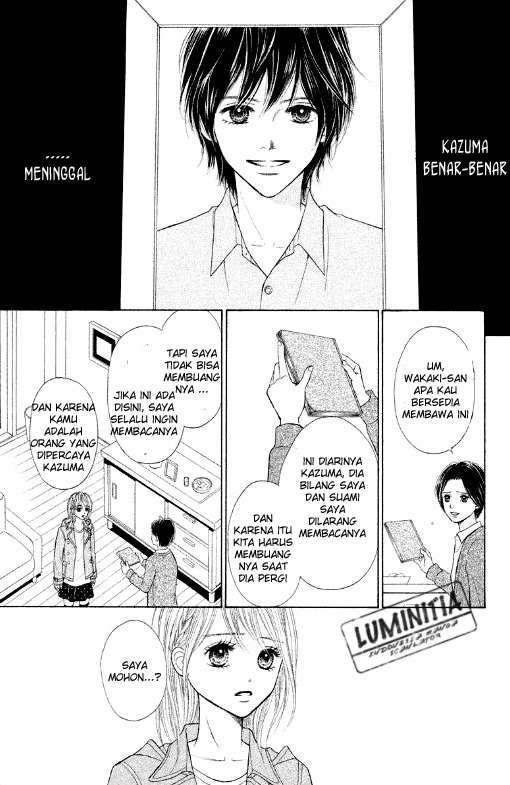 KAZUMA
BENAR-BENAR
.....
MENINGGAL
UM,
WAKAKI-SAN
APA KAU
BERSEDIA
MEMBAWA INI
INI DIARINYA
KAZUMA, DIA
BILANG SAYA
DAN SUAMI
SAYA
DILARANG
MEMBACANYA
DAN
KARENA ITU
KITA HARUS
MEMBUANG
NYA SAAT
DIA PERGI
TAPI SAYA
TIDAK BISA
MEMBUANG
NYA ...
JIKA INI ADA
DISINI, SAYA
SELALU INGIN
MEMBACANYA
DAN KARENA
KAMU
ADALAH
ORANG YANG
DIPERCAYA
KAZUMA
LUMINITIA
INDONESIA MANGA
SCANLATOR
SAYA
MOHON...?